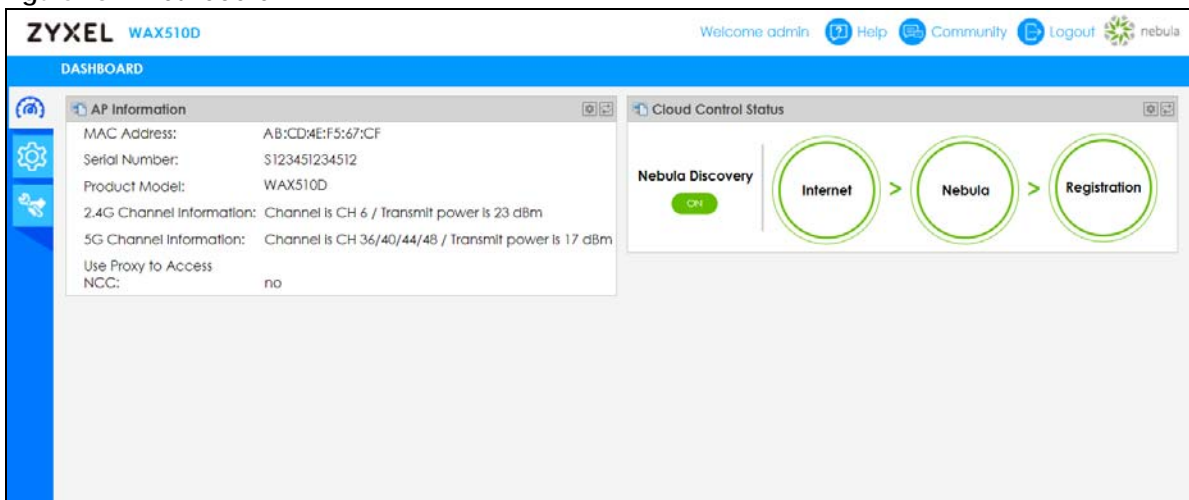 ZYXEL WAX510D
Welcome admin Help Community Logout nebula
DASHBOARD
AP Information
MAC Address: AB:CD:4E:F5:67:CF
Serial Number: S123451234512
Product Model: WAX510D
2.4G Channel Information: Channel is CH 6 / Transmit power is 23 dBm
5G Channel Information: Channel is CH 36/40/44/48 / Transmit power is 17 dBm
Use Proxy to Access
NCC: no
Cloud Control Status
Nebula Discovery
ON
Internet > Nebula > Registration